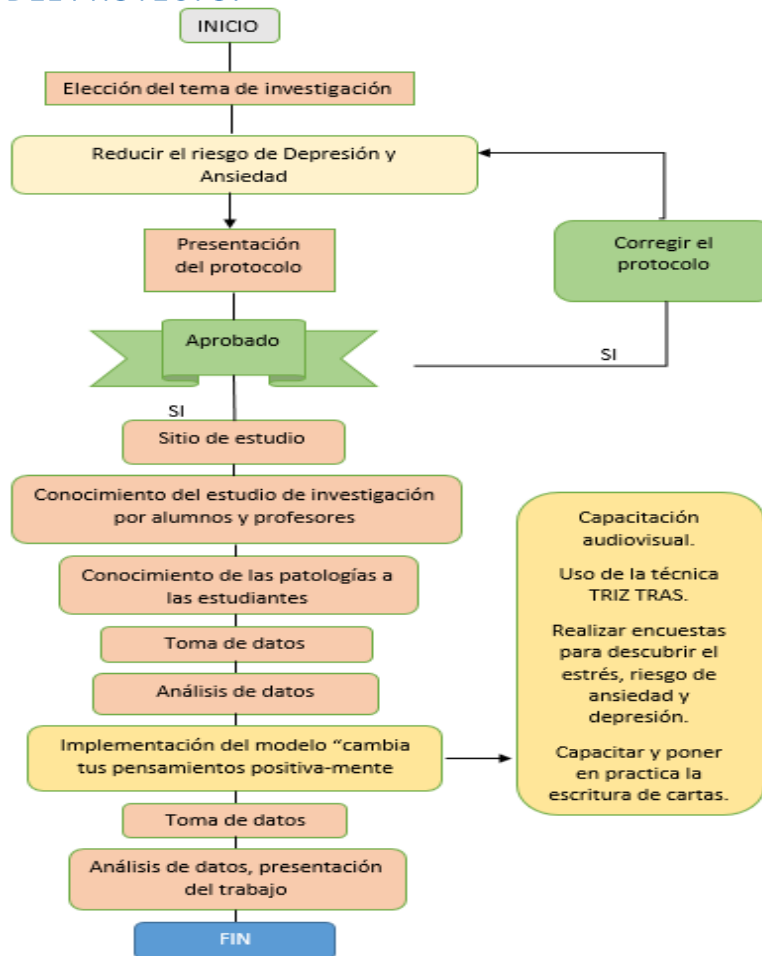 DEL PROYECTO.
INICIO
Elección del tema de investigación
Reducir el riesgo de Depresión y
Ansiedad
Presentación
del protocolo
Corregir el
protocolo
Aprobado
SI
SI
Sitio de estudio
Conocimiento del estudio de investigación
por alumnos y profesores
Conocimiento de las patologías a
las estudiantes
Toma de datos
Análisis de datos
Implementación del modelo “cambia
tus pensamientos positiva-mente
Capacitación
audiovisual.
Uso de la técnica
TRIZ TRAS.
Realizar encuestas
para descubrir el
estrés, riesgo de
ansiedad y
depresión.
Capacitar y poner
en practica la
escritura de cartas.
Toma de datos
Análisis de datos, presentación
del trabajo
FIN